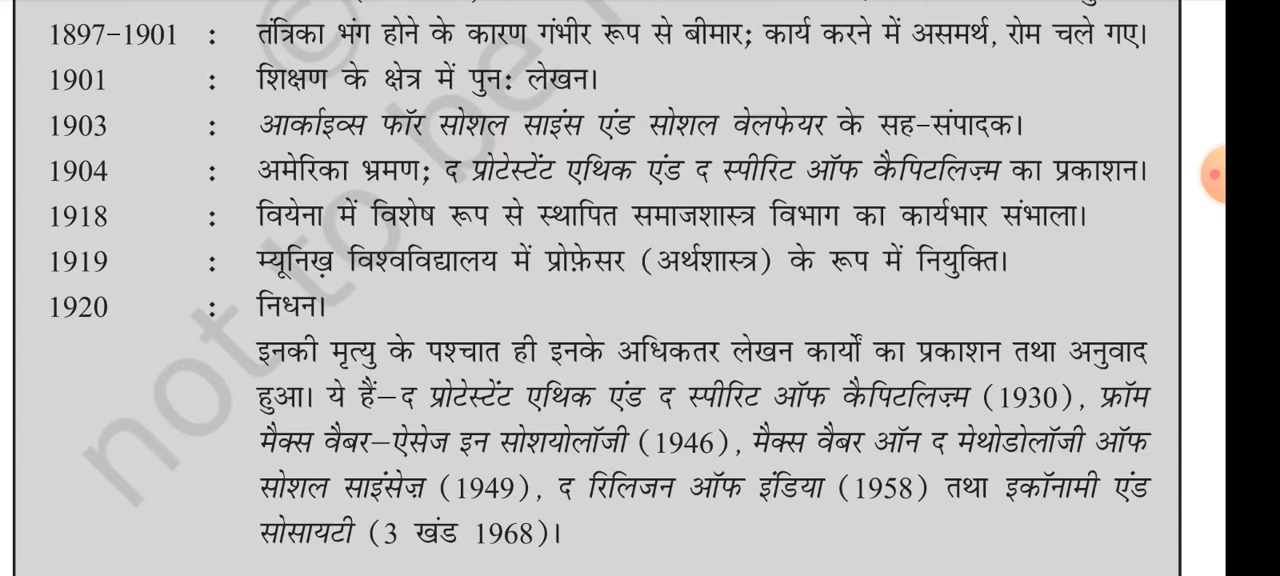 1897-1901 : तंत्रिका भंग होने के कारण गंभीर रूप से बीमार; कार्य करने में असमर्थ, रोम चले गए।
1901 : शिक्षण के क्षेत्र में पुनः लेखन।
1903 : आर्काइव्स फॉर सोशल साइंस एंड सोशल वेलफेयर के सह-संपादक।
1904 : अमेरिका भ्रमण; द प्रोटेस्टेंट एथिक एंड द स्पीरिट ऑफ कैपिटलिज़्म का प्रकाशन।
1918 : वियेना में विशेष रूप से स्थापित समाजशास्त्र विभाग का कार्यभार संभाला।
1919 : म्यूनिख़ विश्वविद्यालय में प्रोफ़ेसर (अर्थशास्त्र) के रूप में नियुक्ति।
1920 : निधन।
इनकी मृत्यु के पश्चात ही इनके अधिकतर लेखन कार्यों का प्रकाशन तथा अनुवाद
हुआ। ये हैं–द प्रोटेस्टेंट एथिक एंड द स्पीरिट ऑफ कैपिटलिज़्म (1930), फ्रॉम
मैक्स वैबर–ऐसेज इन सोशयोलॉजी (1946), मैक्स वैबर ऑन द मेथोडोलॉजी ऑफ
सोशल साइंसेज़ (1949), द रिलिजन ऑफ इंडिया (1958) तथा इकॉनामी एंड
सोसायटी (3 खंड 1968)।
©
not to be